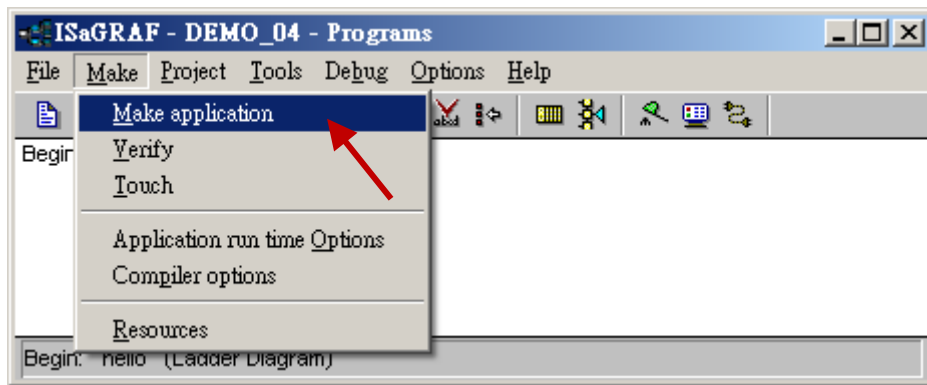 ISaGRAF - DEMO_04 - Programs
File Make Project Tools Debug Options Help
Make application
Begin
Verify
Touch
Application run time Options
Compiler options
Resources
Begin: hello (Ladder Diagram)